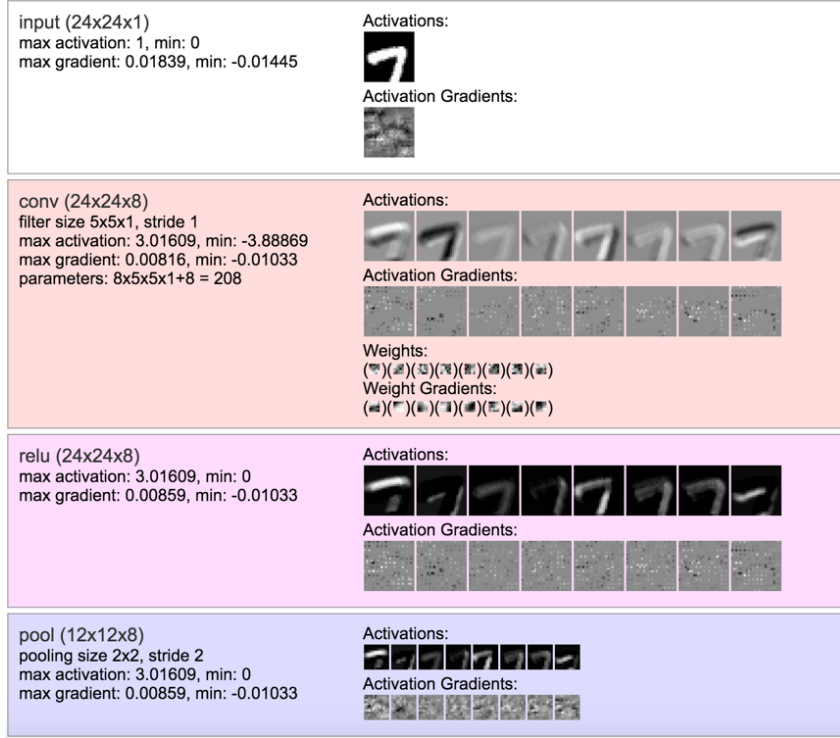 input (24x24x1)
max activation: 1, min: 0
max gradient: 0.01839, min: -0.01445
Activations:
Activation Gradients:
conv (24x24x8)
filter size 5x5x1, stride 1
max activation: 3.01609, min: -3.88869
max gradient: 0.00816, min: -0.01033
parameters: 8x5x5x1+8 = 208
Activations:
Activation Gradients:
Weights:
()()()()()()()()
Weight Gradients:
()()()()()()()()
relu (24x24x8)
max activation: 3.01609, min: 0
max gradient: 0.00859, min: -0.01033
Activations:
Activation Gradients:
pool (12x12x8)
pooling size 2x2, stride 2
max activation: 3.01609, min: 0
max gradient: 0.00859, min: -0.01033
Activations:
Activation Gradients: